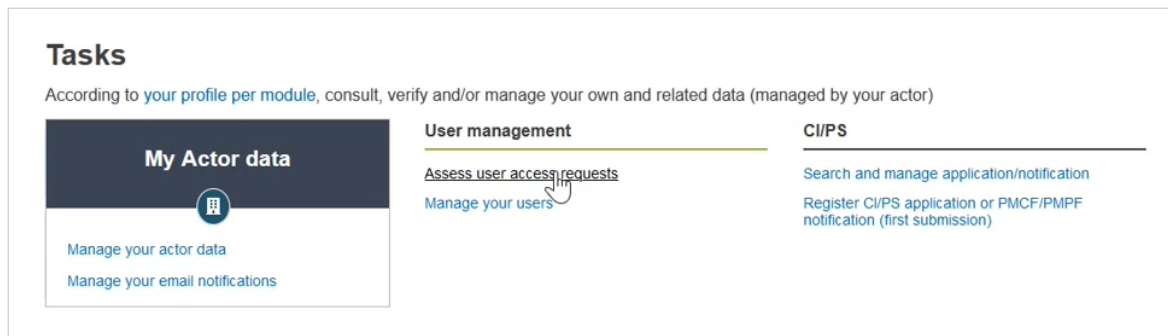 Tasks
According to your profile per module, consult, verify and/or manage your own and related data (managed by your actor)
My Actor data
Manage your actor data
Manage your email notifications
User management
Assess user access requests
Manage your users
CI/PS
Search and manage application/notification
Register CI/PS application or PMCF/PMPF
notification (first submission)